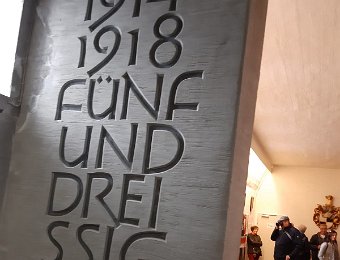 1914
1918
FÜNF
UND
DREI
SSIG